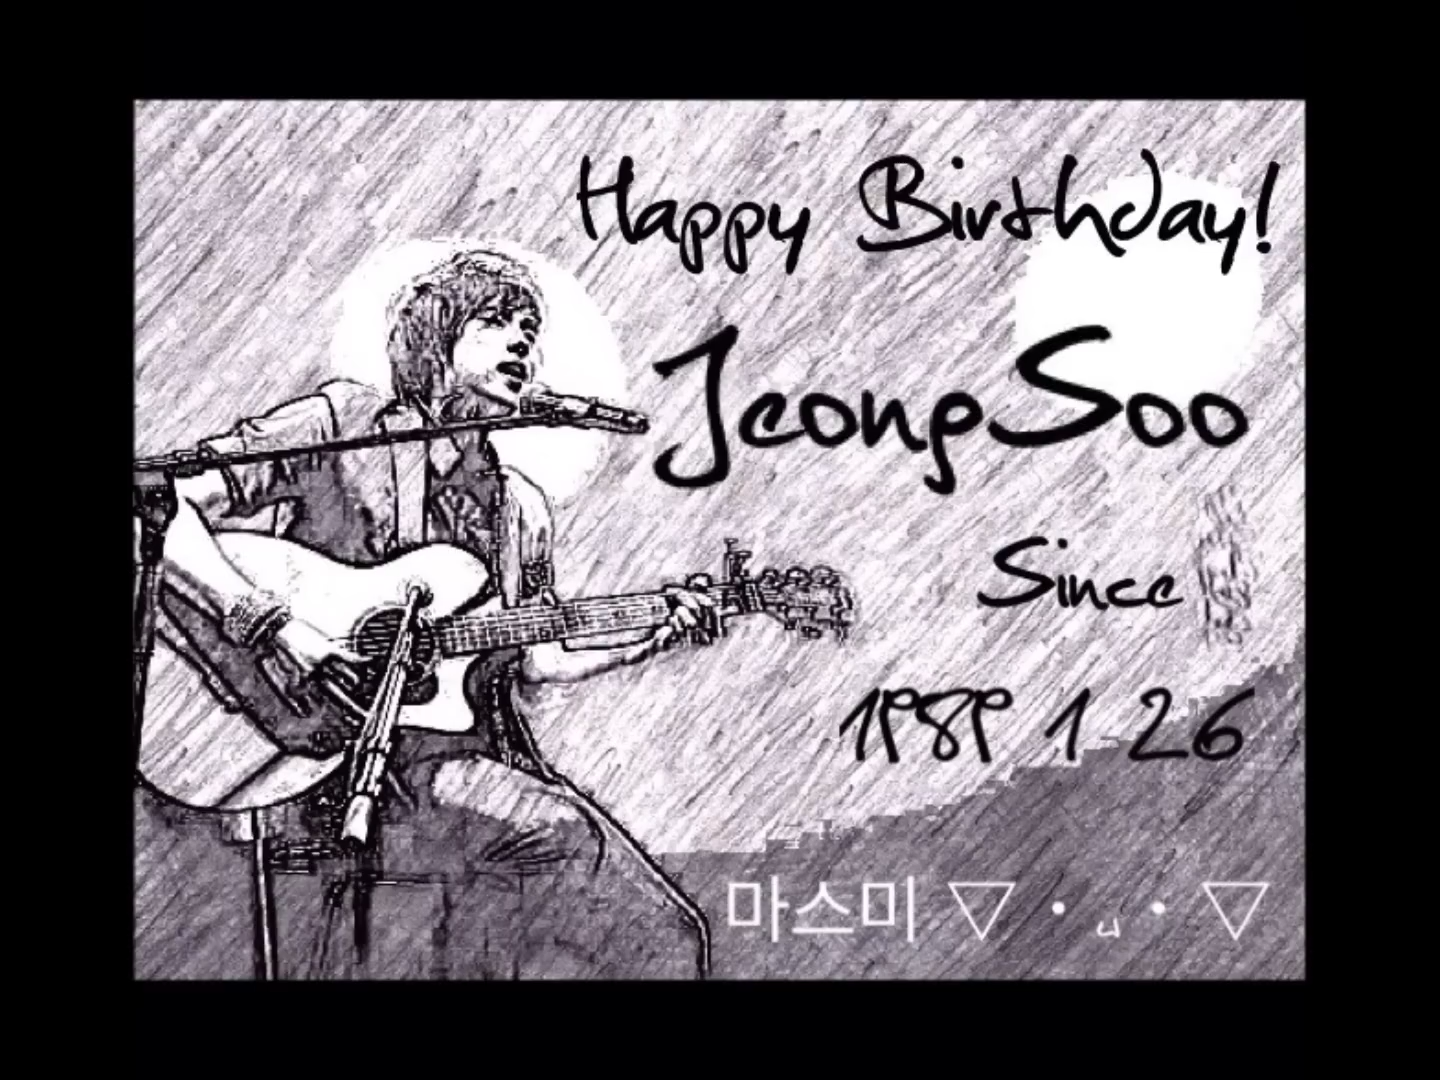 Happy Birthday!
JeongSoo
Since
1989 1 26
마스미 ▽・ᴗ・▽